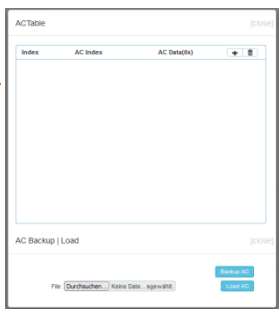 ACTable [close]
Index AC Index AC Data(0x)
AC Backup | Load [close]
Backup AC
File: Durchsuchen... Keine Date...agewählt. Load AC